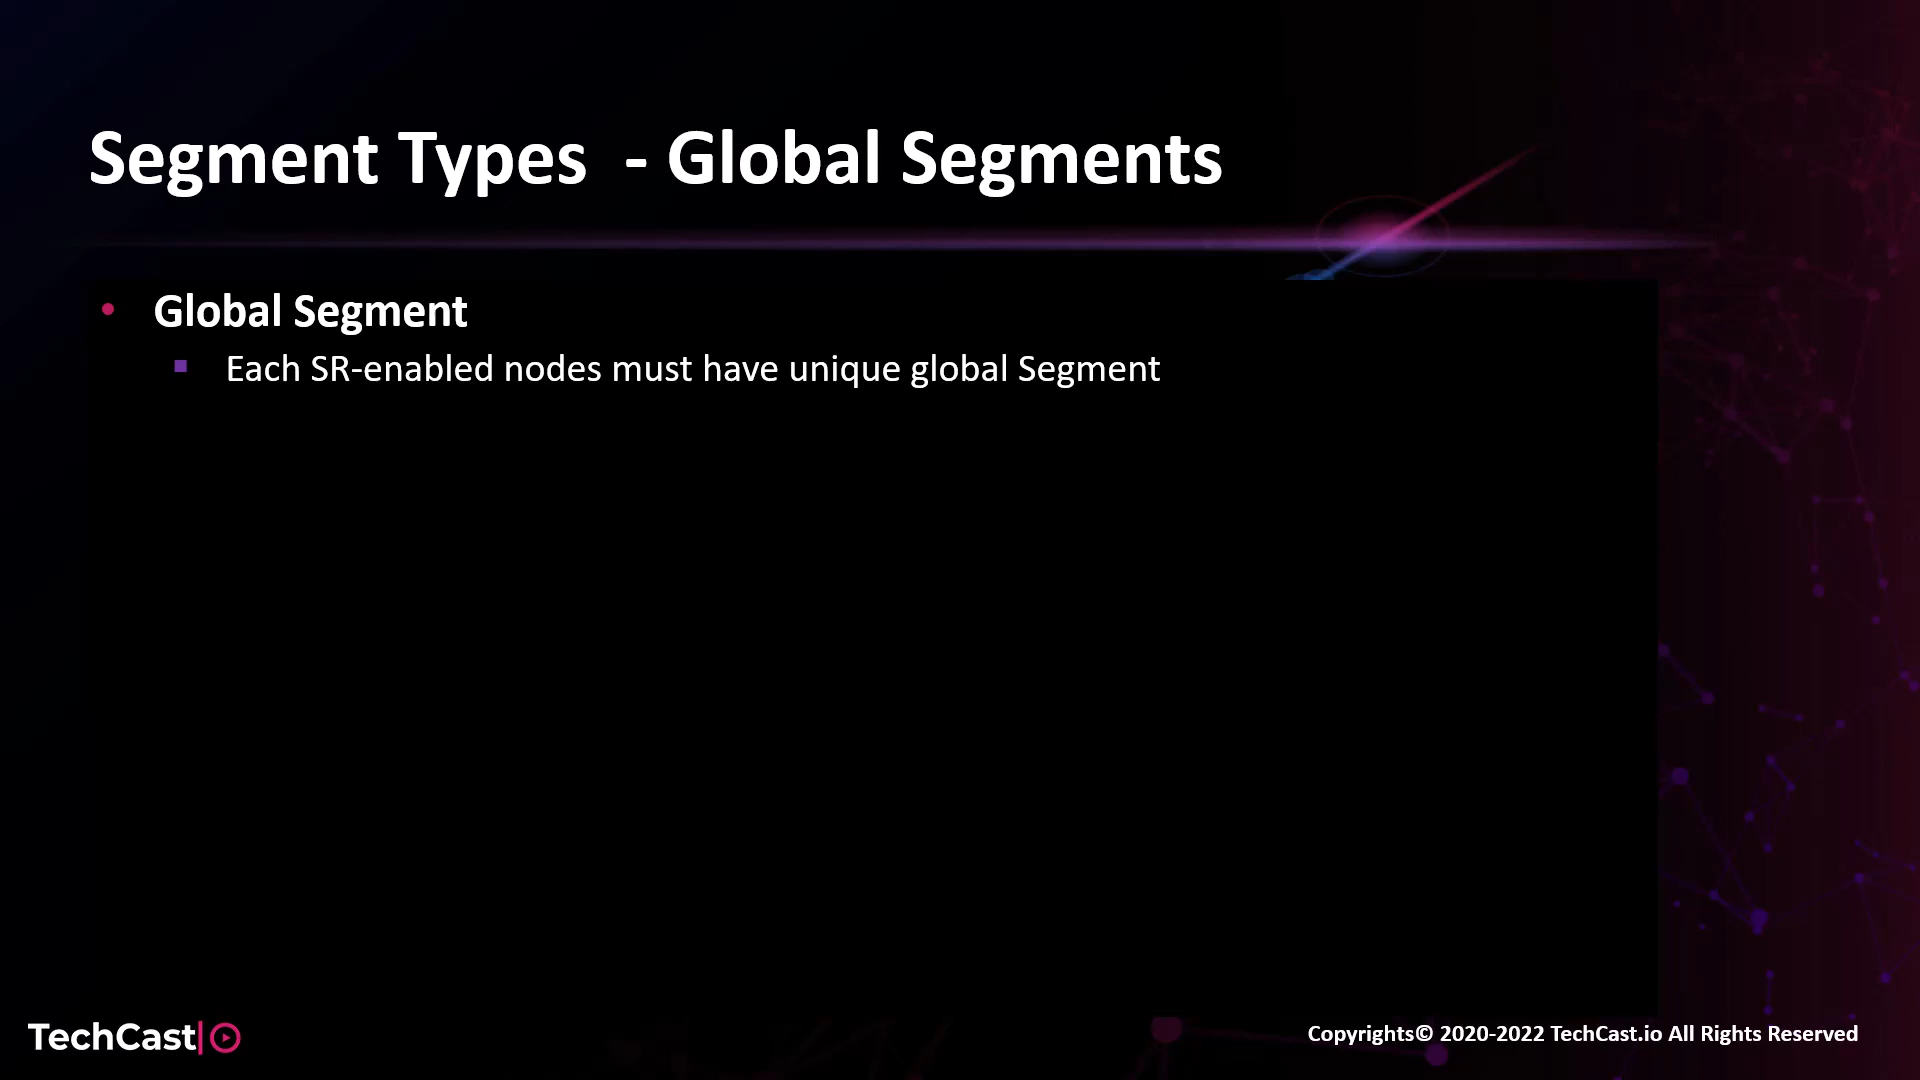 Segment Types - Global Segments
• Global Segment
▪ Each SR-enabled nodes must have unique global Segment
TechCast
Copyrights© 2020-2022 TechCast.io All Rights Reserved